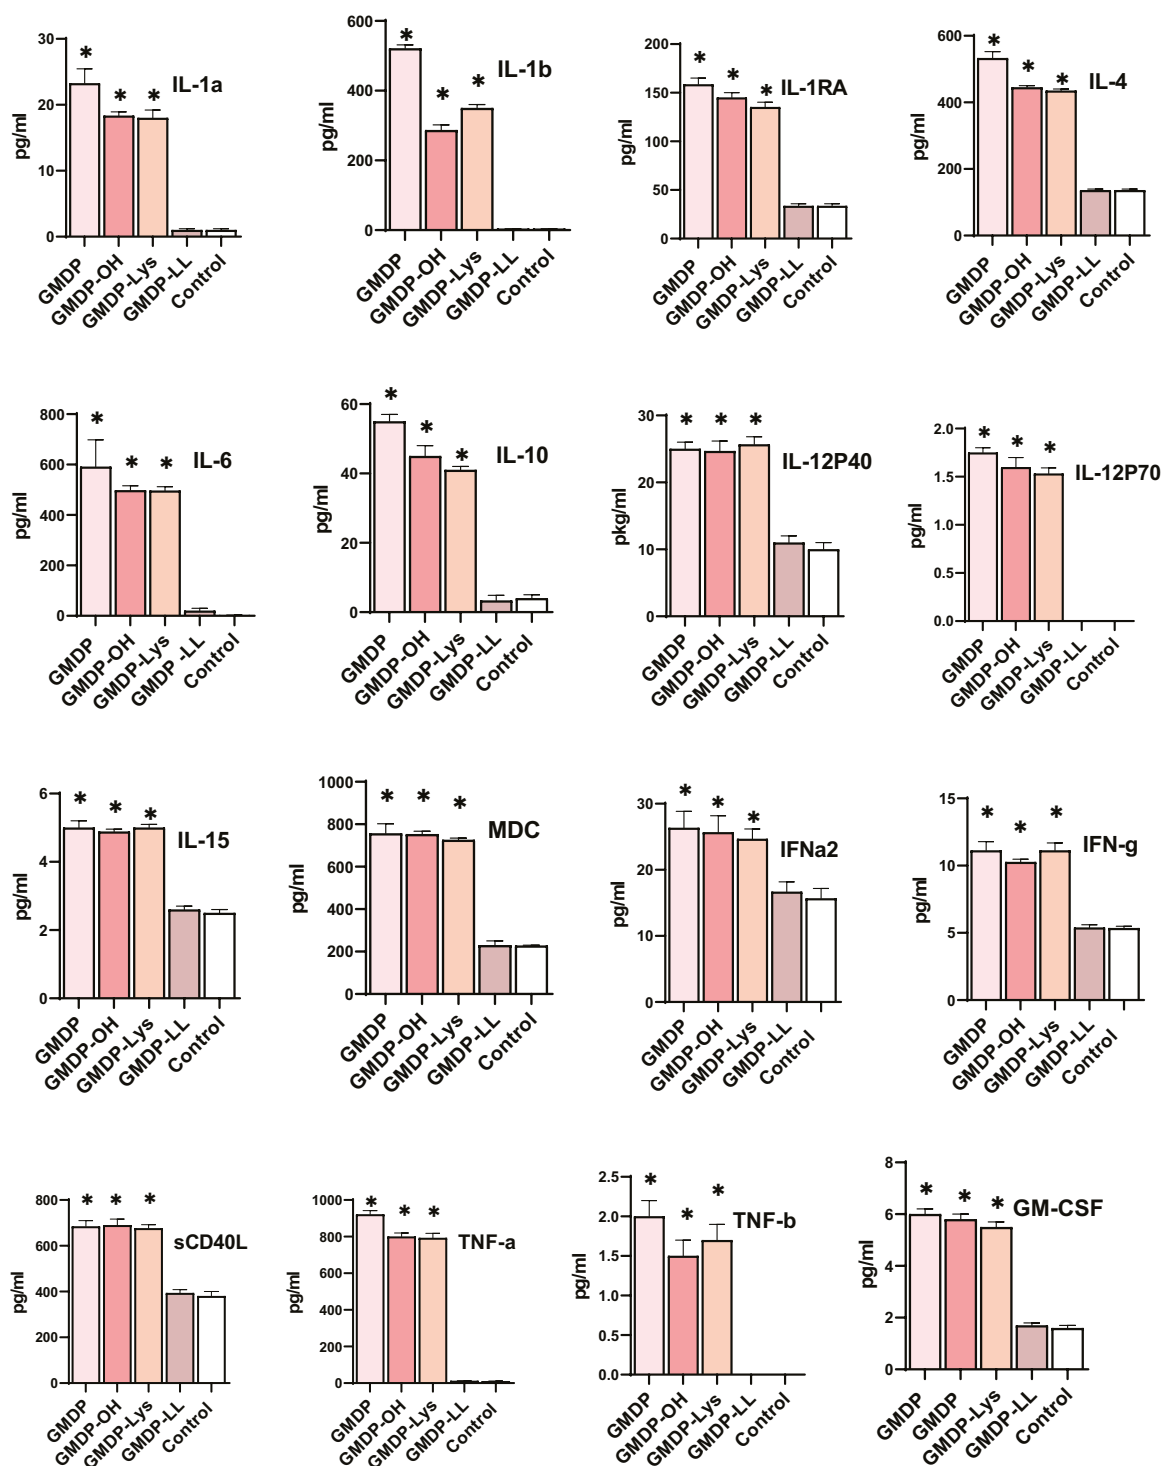 30
20
10
0
pg/ml
*
*
*
IL-1a
GMDP
GMDP-OH
GMDP-Lys
GMDP-LL
Control
600
400
200
0
pg/ml
*
*
*
IL-1b
GMDP
GMDP-OH
GMDP-Lys
GMDP-LL
Control
200
150
100
50
0
pg/ml
*
*
*
IL-1RA
GMDP
GMDP-OH
GMDP-Lys
GMDP-LL
Control
600
400
200
0
pg/ml
*
*
*
IL-4
GMDP
GMDP-OH
GMDP-Lys
GMDP-LL
Control
800
600
400
200
0
pg/ml
*
*
*
IL-6
GMDP
GMDP-OH
GMDP-Lys
GMDP -LL
Control
60
40
20
0
pg/ml
*
*
*
IL-10
GMDP
GMDP-OH
GMDP-Lys
GMDP-LL
Control
30
20
10
0
pkg/ml
*
*
*
IL-12P40
GMDP
GMDP-OH
GMDP-Lys
GMDP-LL
Control
2.0
1.5
1.0
0.5
0.0
pg/ml
*
*
*
IL-12P70
GMDP
GMDP-OH
GMDP-Lys
GMDP-LL
Control
6
4
2
0
pg/ml
*
*
*
IL-15
GMDP
GMDP-OH
GMDP-Lys
GMDP-LL
Control
1000
800
600
400
200
0
pg/ml
*
*
*
MDC
GMDP
GMDP-OH
GMDP-Lys
GMDP-LL
Control
30
20
10
0
pg/ml
*
*
*
IFNa2
GMDP
GMDP-OH
GMDP-Lys
GMDP-LL
Control
15
10
5
0
pg/ml
*
*
*
IFN-g
GMDP
GMDP-OH
GMDP-Lys
GMDP-LL
Control
800
600
400
200
0
pg/ml
*
*
*
sCD40L
GMDP
GMDP-OH
GMDP-Lys
GMDP-LL
Control
1000
800
600
400
200
0
pg/ml
*
*
*
TNF-a
GMDP
GMDP-OH
GMDP-Lys
GMDP-LL
Control
2.5
2.0
1.5
1.0
0.5
0.0
pg/ml
*
*
*
TNF-b
GMDP
GMDP-OH
GMDP-Lys
GMDP-LL
Control
8
6
4
2
0
pg/ml
*
*
*
GM-CSF
GMDP
GMDP
GMDP-Lys
GMDP-LL
Control